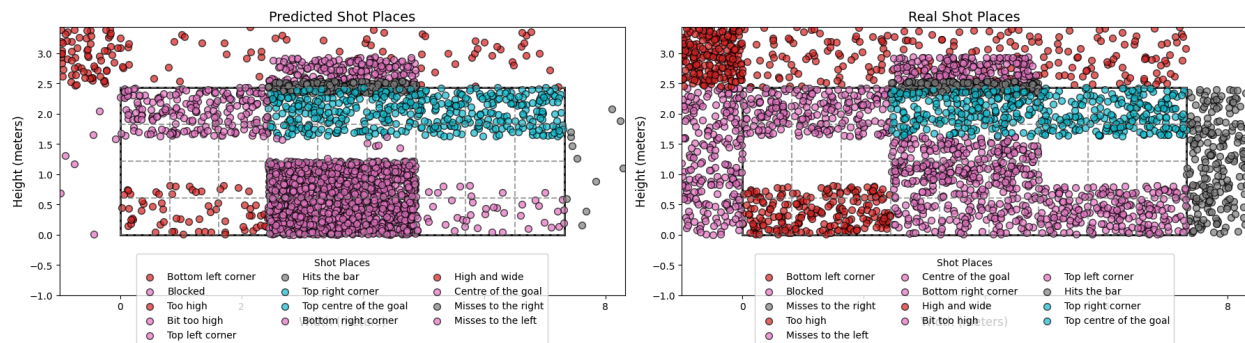 Predicted Shot Places
Height (meters)
3.0
2.5
2.0
1.5
1.0
0.5
0.0
−0.5
−1.0
0
2
8
Shot Places
Bottom left corner
Blocked
Too high
Bit too high
Top left corner
Hits the bar
Top right corner
Top centre of the goal
Bottom right corner
High and wide
Centre of the goal
Misses to the right
Misses to the left
Real Shot Places
Height (meters)
3.0
2.5
2.0
1.5
1.0
0.5
0.0
−0.5
−1.0
0
8
Shot Places
Bottom left corner
Blocked
Misses to the right
Too high
Misses to the left
Centre of the goal
Bottom right corner
High and wide
Bit too high
Top left corner
Hits the bar
Top right corner
Top centre of the goal